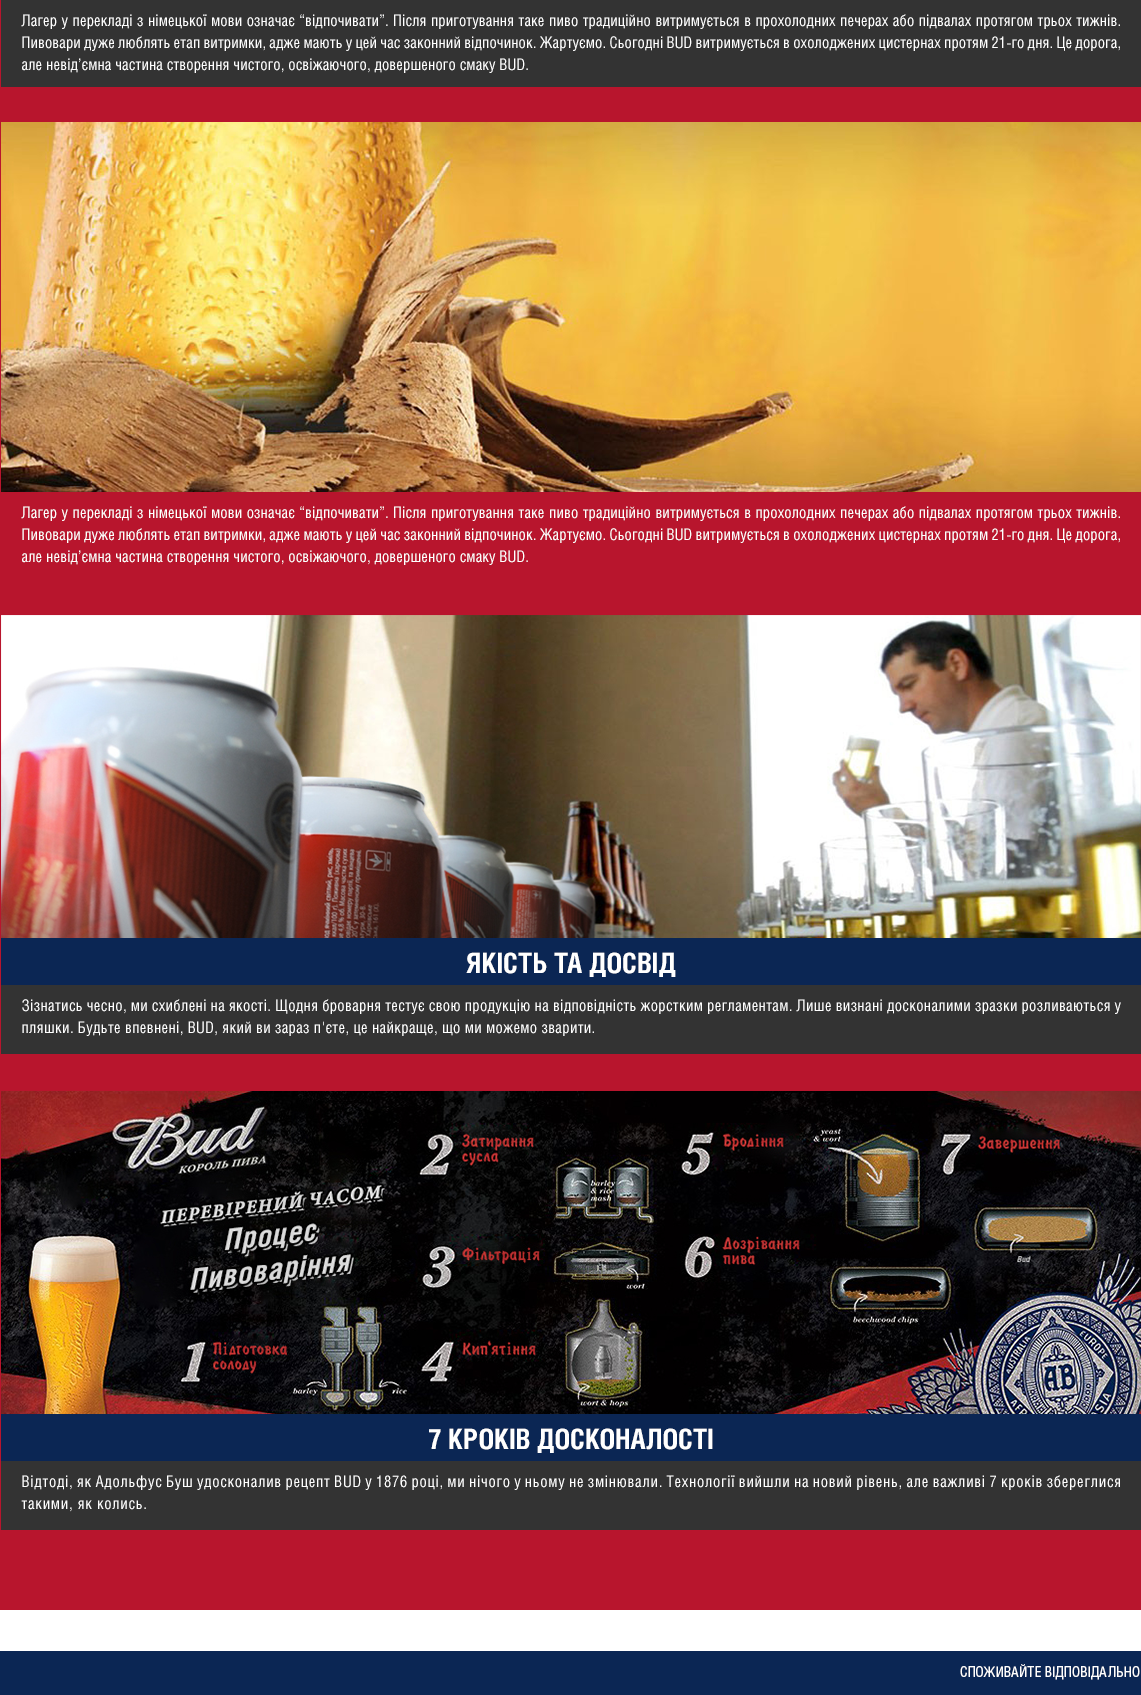 Лагер у перекладі з німецької мови означає “відпочивати”. Після приготування таке пиво традиційно витримується в прохолодних печерах або підвалах протягом трьох тижнів.
Пивовари дуже люблять етап витримки, адже мають у цей час законний відпочинок. Жартуємо. Сьогодні BUD витримується в охолоджених цистернах протям 21-го дня. Це дорога,
але невід’ємна частина створення чистого, освіжаючого, довершеного смаку BUD.
Лагер у перекладі з німецької мови означає “відпочивати”. Після приготування таке пиво традиційно витримується в прохолодних печерах або підвалах протягом трьох тижнів.
Пивовари дуже люблять етап витримки, адже мають у цей час законний відпочинок. Жартуємо. Сьогодні BUD витримується в охолоджених цистернах протям 21-го дня. Це дорога,
але невід’ємна частина створення чистого, освіжаючого, довершеного смаку BUD.
ЯКІСТЬ ТА ДОСВІД
Зізнатись чесно, ми схиблені на якості. Щодня броварня тестує свою продукцію на відповідність жорстким регламентам. Лише визнані досконалими зразки розливаються у
пляшки. Будьте впевнені, BUD, який ви зараз п'єте, це найкраще, що ми можемо зварити.
Bud
КОРОЛЬ ПИВА
ПЕРЕВІРЕНИЙ ЧАСОМ
Процес
Пивоваріння
1 Підготовка
солоду
barley
rice
2 Затирання
сусла
barley
& rice
mash
3 Фільтрація
wort
4 Кип'ятіння
wort & hops
5 Бродіння
yeast
& wort
6 Дозрівання
пива
beechwood chips
7 Завершення
Bud
AB
7 КРОКІВ ДОСКОНАЛОСТІ
Відтоді, як Адольфус Буш удосконалив рецепт BUD у 1876 році, ми нічого у ньому не змінювали. Технології вийшли на новий рівень, але важливі 7 кроків збереглися
такими, як колись.
СПОЖИВАЙТЕ ВІДПОВІДАЛЬНО